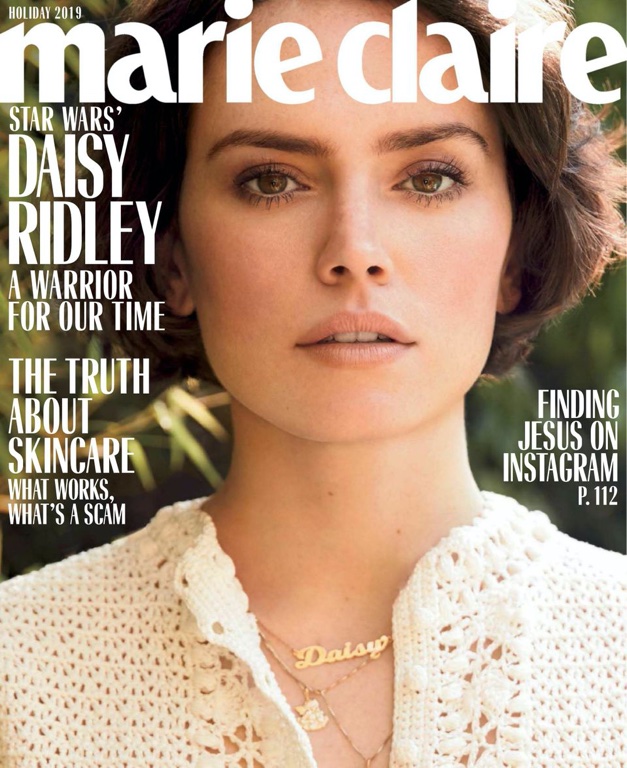 HOLIDAY 2019
marie claire
STAR WARS’
DAISY
RIDLEY
A WARRIOR
FOR OUR TIME
THE TRUTH
ABOUT
SKINCARE
WHAT WORKS,
WHAT’S A SCAM
FINDING
JESUS ON
INSTAGRAM
P. 112
Daisy